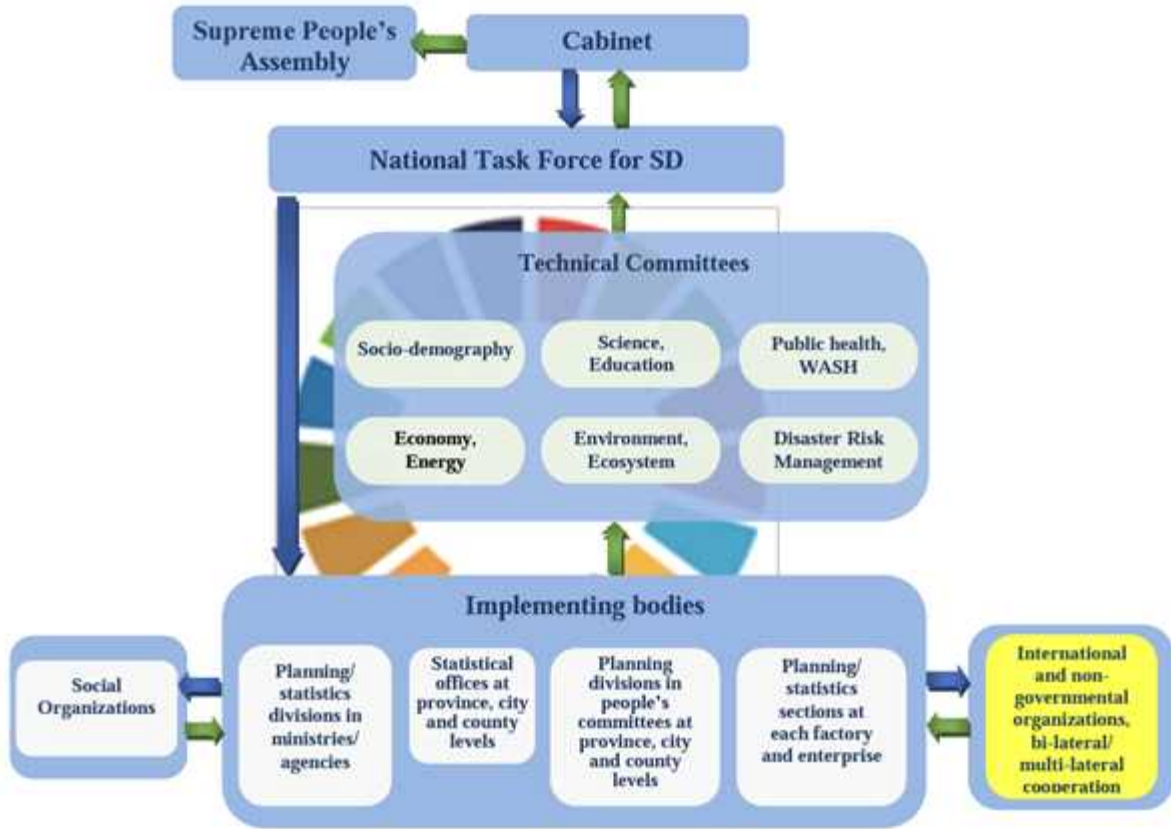 Supreme People's
Assembly
Cabinet
National Task Force for SD
Technical Committees
Socio-demography
Science,
Education
Public health,
WASH
Economy,
Energy
Environment,
Ecosystem
Disaster Risk
Management
Implementing bodies
Social
Organizations
Planning/
statistics
divisions in
ministries/
agencies
Statistical
offices at
province, city
and county
levels
Planning
divisions in
people's
committees at
province, city
and county
levels
Planning/
statistics
sections at
each factory
and enterprise
International
and non-
governmental
organizations,
bi-lateral/
multi-lateral
cooperation